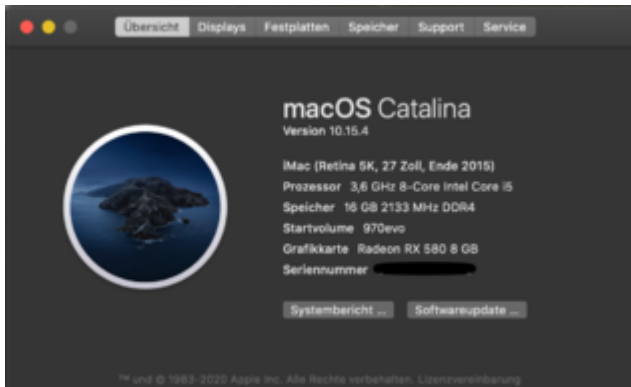 Übersicht Displays Festplatten Speicher Support Service
macOS Catalina
Version 10.15.4
iMac (Retina 5K, 27 Zoll, Ende 2015)
Prozessor 3,6 GHz 8-Core Intel Core i5
Speicher 16 GB 2133 MHz DDR4
Startvolume 970evo
Grafikkarte Radeon RX 580 8 GB
Seriennummer
Systembericht ...
Softwareupdate ...
™ und © 1983-2020 Apple Inc. Alle Rechte vorbehalten. Lizenzvereinbarung